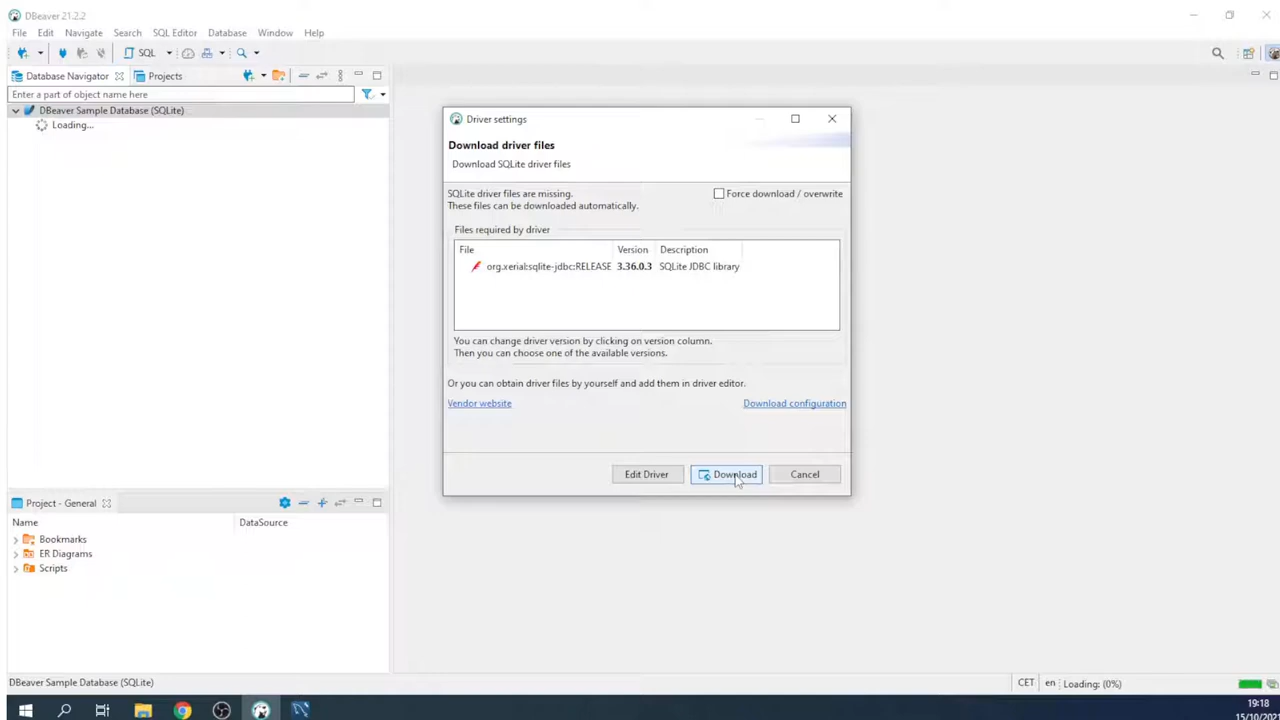 DBeaver 21.2.2
File Edit Navigate Search SQL Editor Database Window Help
SQL
Database Navigator Projects
Enter a part of object name here
DBeaver Sample Database (SQLite)
Loading...
Driver settings
Download driver files
Download SQLite driver files
SQLite driver files are missing.
Force download / overwrite
These files can be downloaded automatically.
Files required by driver
File Version Description
org.xerial:sqlite-jdbc:RELEASE 3.36.0.3 SQLite JDBC library
You can change driver version by clicking on version column.
Then you can choose one of the available versions.
Or you can obtain driver files by yourself and add them in driver editor.
Vendor website Download configuration
Edit Driver Download Cancel
Project - General
Name DataSource
Bookmarks
ER Diagrams
Scripts
DBeaver Sample Database (SQLite) CET en Loading: (0%)
19:18